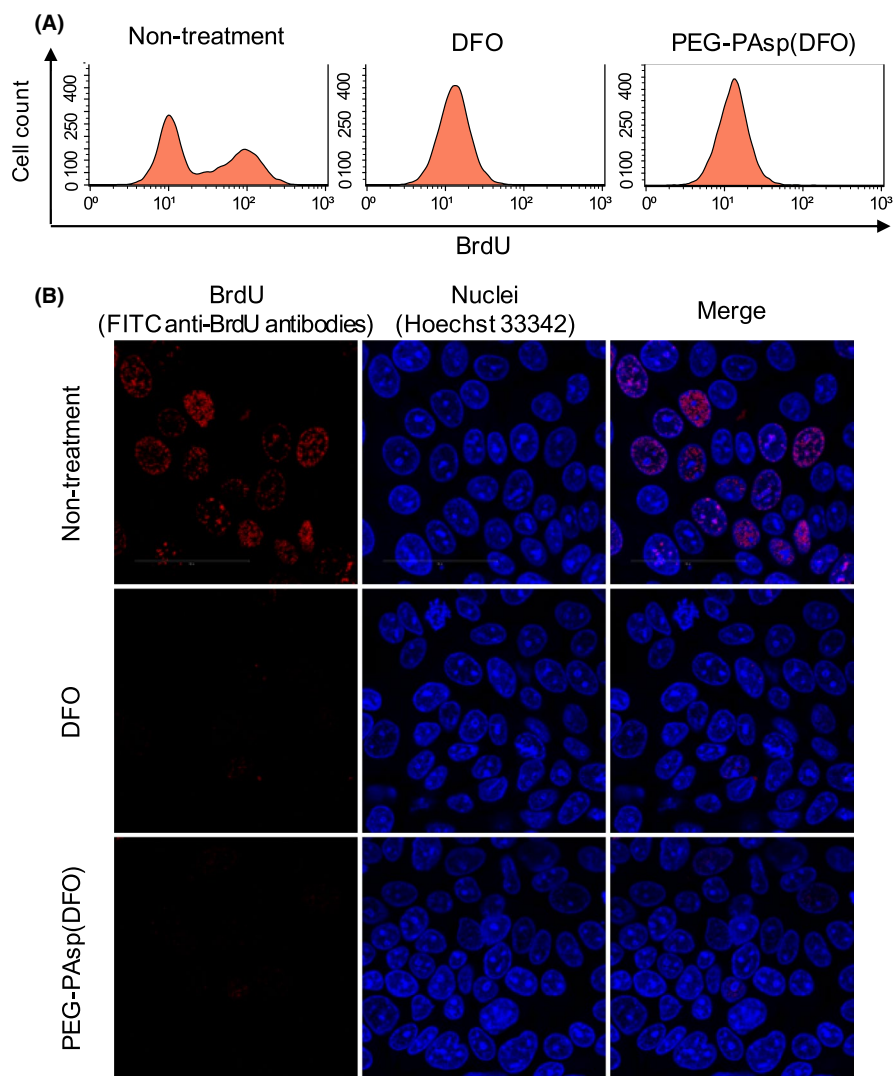 (A)
Non-treatment
DFO
PEG-PAsp(DFO)
Cell count
0 100 250 400
0 100 250 400
0 100 250 400
10⁰ 10¹ 10² 10³
10⁰ 10¹ 10² 10³
10⁰ 10¹ 10² 10³
BrdU
(B)
BrdU
(FITC anti-BrdU antibodies)
Nuclei
(Hoechst 33342)
Merge
Non-treatment
DFO
PEG-PAsp(DFO)